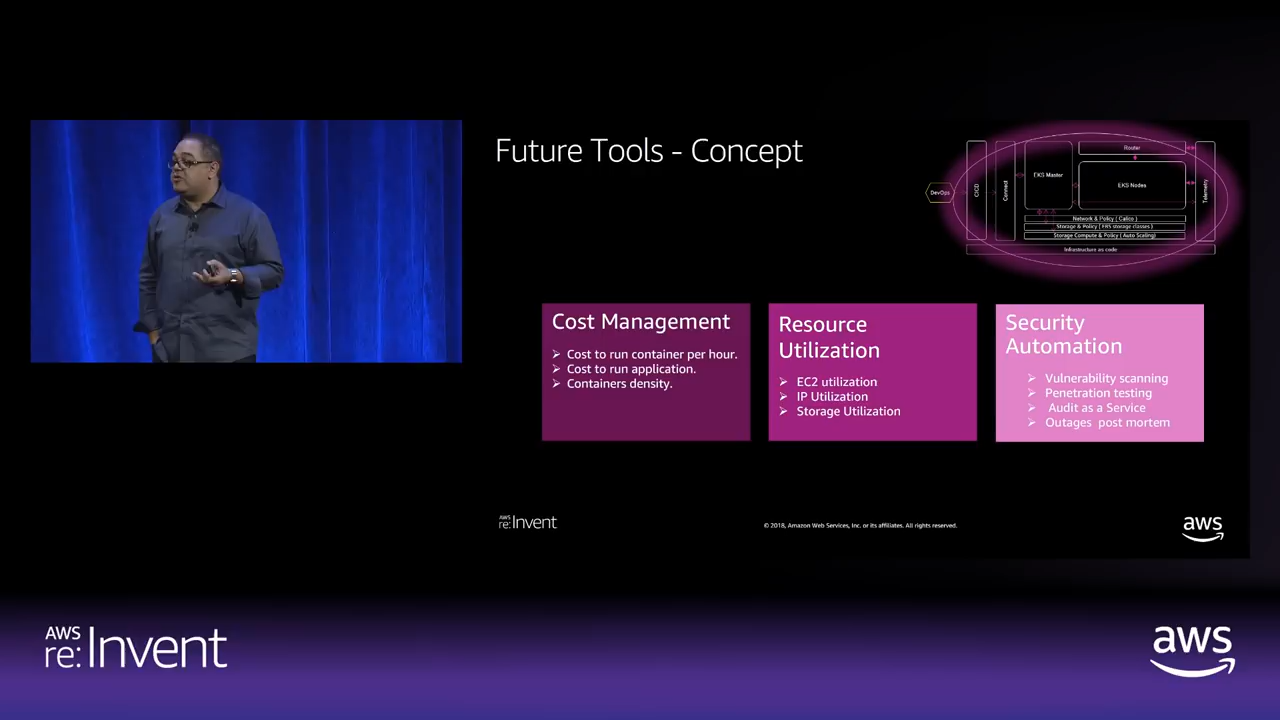 Future Tools - Concept
DevOps
CICD
Connect
EKS Master
Router
EKS Nodes
Telemetry
Network & Policy ( Calico )
Storage & Policy ( EBS storage classes )
Storage Compute & Policy ( Auto Scaling)
Infrastructure as code
Cost Management
➢ Cost to run container per hour.
➢ Cost to run application.
➢ Containers density.
Resource
Utilization
➢ EC2 utilization
➢ IP Utilization
➢ Storage Utilization
Security
Automation
➢ Vulnerability scanning
➢ Penetration testing
➢ Audit as a Service
➢ Outages post mortem
AWS
re:Invent
© 2018, Amazon Web Services, Inc. or its affiliates. All rights reserved.
aws
AWS
re:Invent
aws